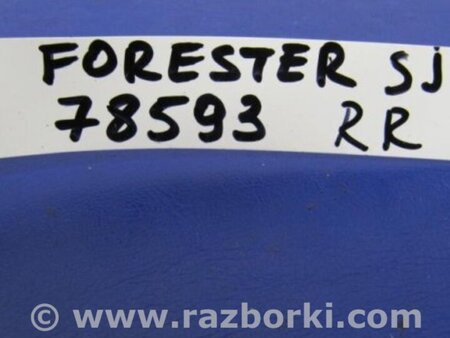 FORESTER SJ
78593 RR
© www.razborki.com